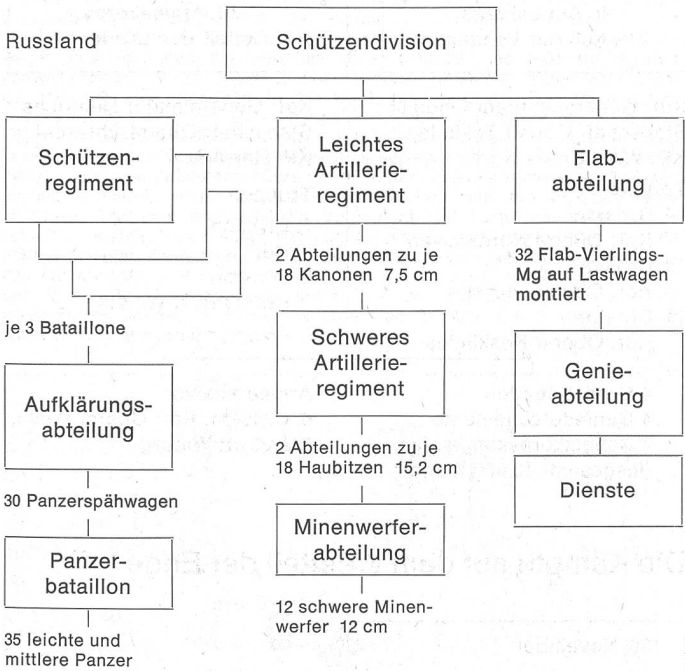 Russland
Schützendivision
Schützen-
regiment
je 3 Bataillone
Aufklärungs-
abteilung
30 Panzerspähwagen
Panzer-
bataillon
35 leichte und
mittlere Panzer
Leichtes
Artillerie-
regiment
2 Abteilungen zu je
18 Kanonen 7,5 cm
Schweres
Artillerie-
regiment
2 Abteilungen zu je
18 Haubitzen 15,2 cm
Minenwerfer-
abteilung
12 schwere Minen-
werfer 12 cm
Flab-
abteilung
32 Flab-Vierlings-
Mg auf Lastwagen
montiert
Genie-
abteilung
Dienste